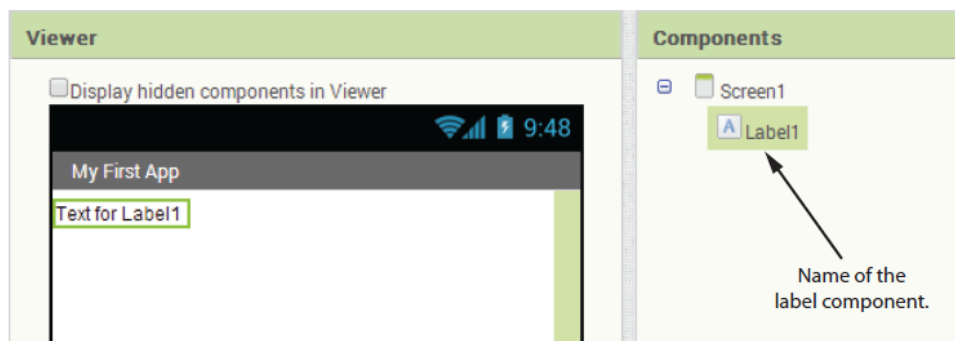 Viewer
Components
Display hidden components in Viewer
9:48
My First App
Text for Label1
Screen1
A Label1
Name of the
label component.